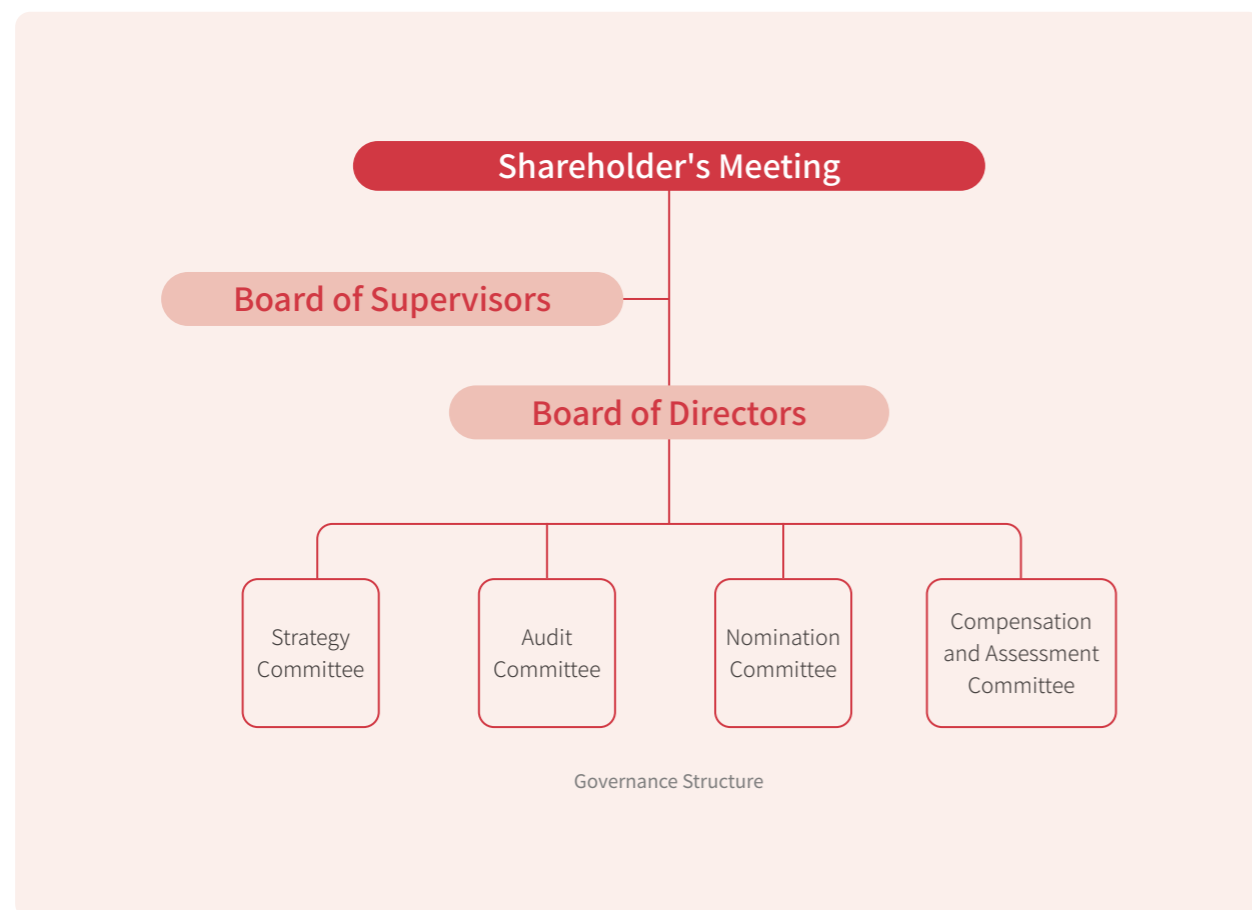 Shareholder's Meeting
Board of Supervisors
Board of Directors
Strategy
Committee
Audit
Committee
Nomination
Committee
Compensation
and Assessment
Committee
Governance Structure